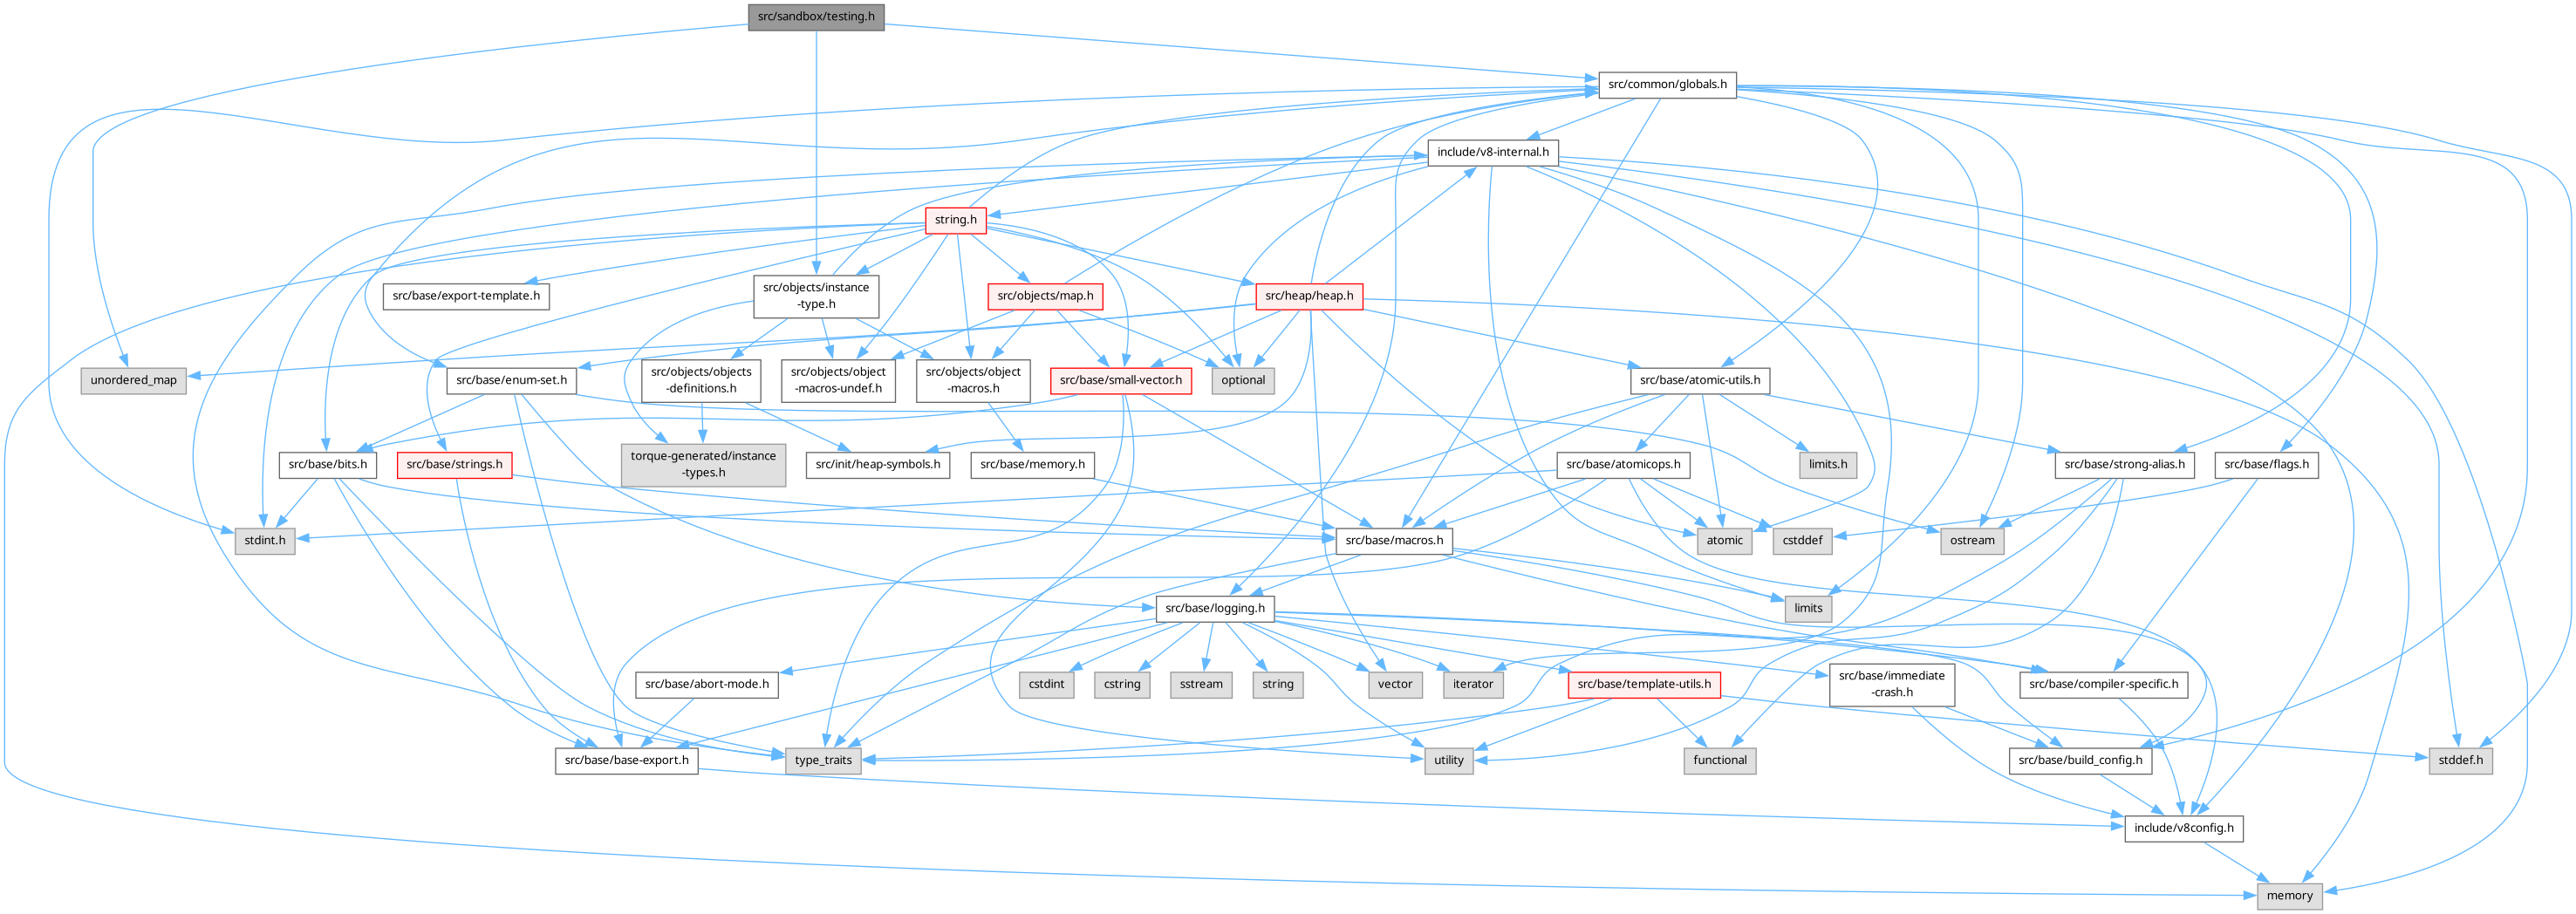 src/sandbox/testing.h
src/common/globals.h
include/v8-internal.h
string.h
src/base/export-template.h
src/objects/instance
-type.h
src/objects/map.h
src/heap/heap.h
unordered_map
src/base/enum-set.h
src/objects/objects
-definitions.h
src/objects/object
-macros-undef.h
src/objects/object
-macros.h
src/base/small-vector.h
optional
src/base/atomic-utils.h
src/base/bits.h
src/base/strings.h
torque-generated/instance
-types.h
src/init/heap-symbols.h
src/base/memory.h
src/base/atomicops.h
limits.h
src/base/strong-alias.h
src/base/flags.h
stdint.h
src/base/macros.h
atomic
cstddef
ostream
src/base/logging.h
limits
src/base/abort-mode.h
cstdint
cstring
sstream
string
vector
iterator
src/base/template-utils.h
src/base/immediate
-crash.h
src/base/compiler-specific.h
src/base/base-export.h
type_traits
utility
functional
src/base/build_config.h
stddef.h
include/v8config.h
memory